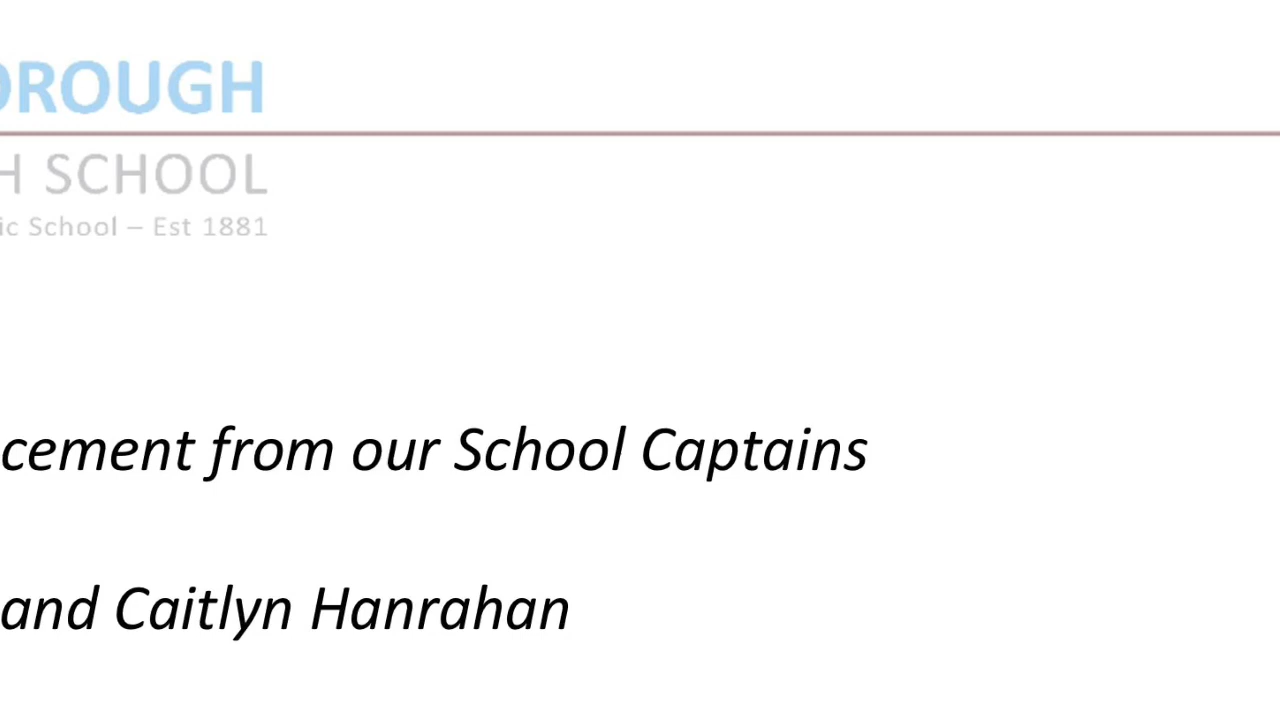 OROUGH
H SCHOOL
ic School – Est 1881
cement from our School Captains
and Caitlyn Hanrahan